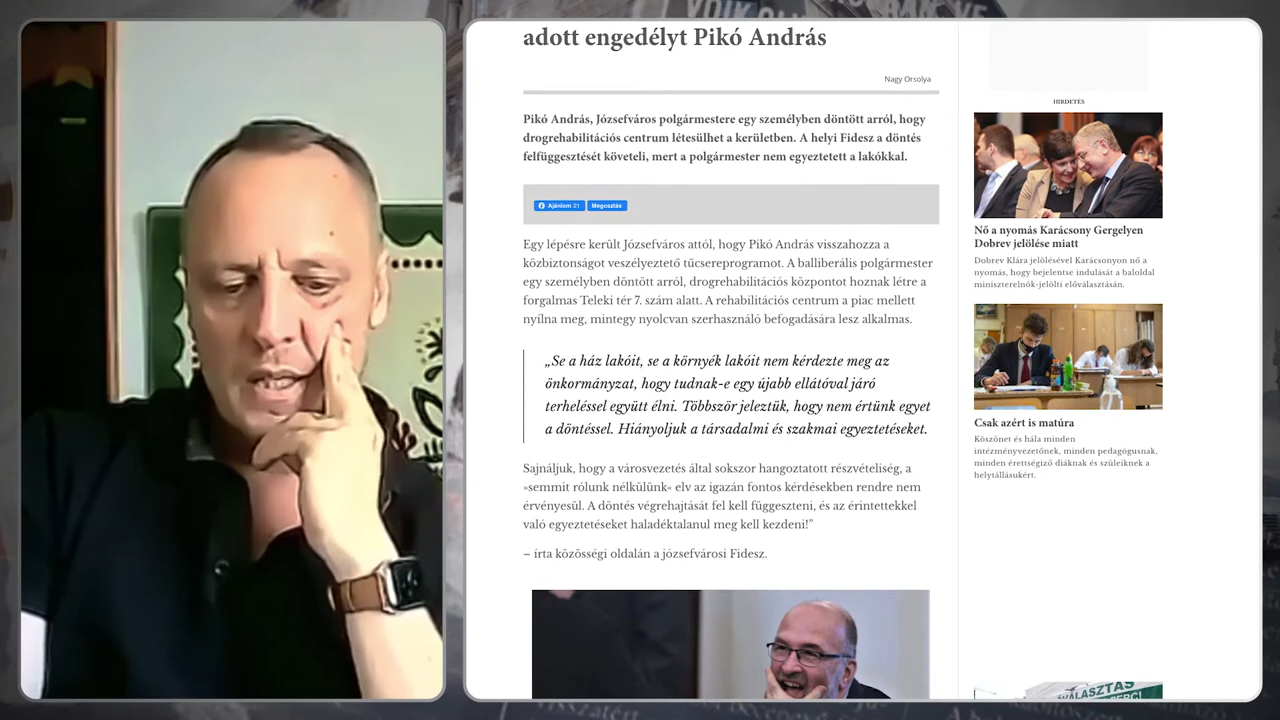 adott engedélyt Pikó András
Nagy Orsolya
Pikó András, Józsefváros polgármestere egy személyben döntött arról, hogy
drogrehabilitációs centrum létesülhet a kerületben. A helyi Fidesz a döntés
felfüggesztését követeli, mert a polgármester nem egyeztetett a lakókkal.
Ajánlom 21 Megosztás
Egy lépésre került Józsefváros attól, hogy Pikó András visszahozza a
közbiztonságot veszélyeztető tűcsereprogramot. A balliberális polgármester
egy személyben döntött arról, drogrehabilitációs központot hoznak létre a
forgalmas Teleki tér 7. szám alatt. A rehabilitációs centrum a piac mellett
nyílna meg, mintegy nyolcvan szerhasználó befogadására lesz alkalmas.
„Se a ház lakóit, se a környék lakóit nem kérdezte meg az
önkormányzat, hogy tudnak-e egy újabb ellátóval járó
terheléssel együtt élni. Többször jeleztük, hogy nem értünk egyet
a döntéssel. Hiányoljuk a társadalmi és szakmai egyeztetéseket.
Sajnáljuk, hogy a városvezetés által sokszor hangoztatott részvételiség, a
»semmit rólunk nélkülünk« elv az igazán fontos kérdésekben rendre nem
érvényesül. A döntés végrehajtását fel kell függeszteni, és az érintettekkel
való egyeztetéseket haladéktalanul meg kell kezdeni!”
– írta közösségi oldalán a józsefvárosi Fidesz.
HIRDETÉS
Nő a nyomás Karácsony Gergelyen
Dobrev jelölése miatt
Dobrev Klára jelölésével Karácsonyon nő a
nyomás, hogy bejelentse indulását a baloldal
miniszterelnök-jelölti előválasztásán.
Csak azért is matúra
Köszönet és hála minden
intézményvezetőnek, minden pedagógusnak,
minden érettségiző diáknak és szüleiknek a
helytállásukért.